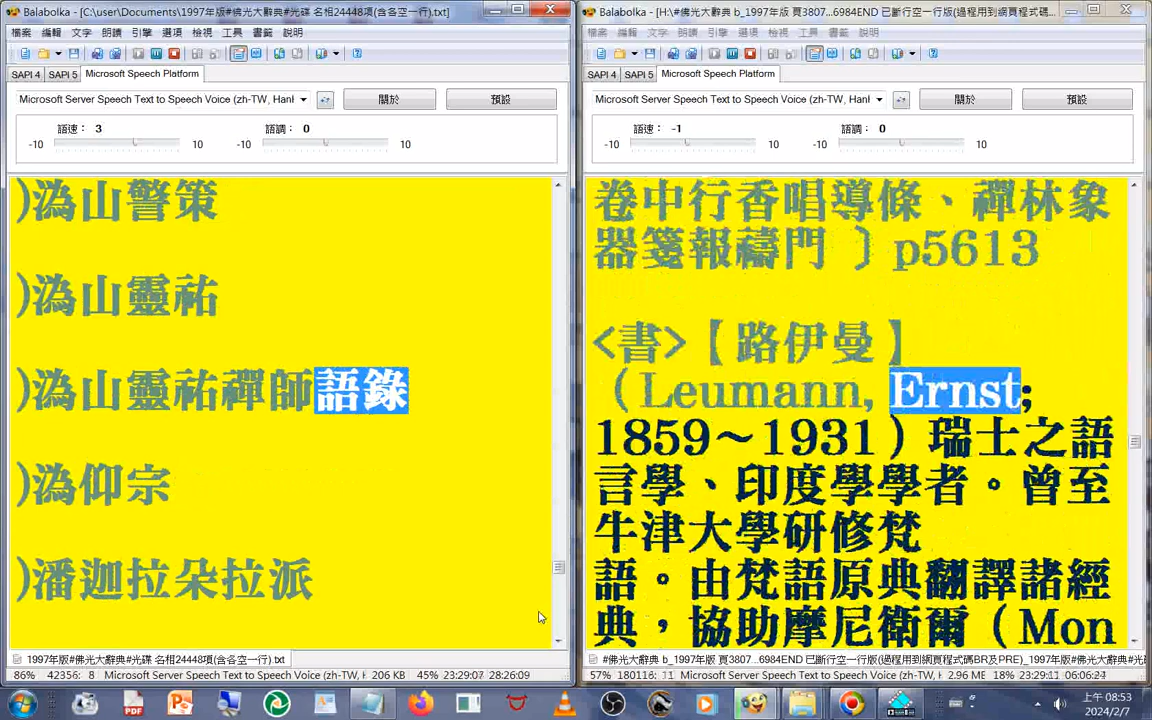 Balabolka - [C:\user\Documents\1997年版#佛光大辭典#光碟 名相24448項(含各空一行).txt]
檔案 編輯 文字 朗讀 引擎 選項 檢視 工具 書籤 說明
SAPI 4 SAPI 5 Microsoft Speech Platform
Microsoft Server Speech Text to Speech Voice (zh-TW, Hanl
關於 預設
語速： 3 語調： 0
-10 10 -10 10
)溈山警策
)溈山靈祐
)溈山靈祐禪師語錄
)溈仰宗
)潘迦拉朵拉派
1997年版#佛光大辭典#光碟 名相24448項(含各空一行).txt
86% 42736: 8 Microsoft Server Speech Text to Speech Voice (zh-TW, H 206 KB 45% 23:29:07 28:26:09
Balabolka - [H:\#佛光大辭典 b_1997年版 頁3807...6984END 已斷行空一行版(過程用到網頁程式碼...
檔案 編輯 文字 朗讀 引擎 選項 檢視 工具 書籤 說明
SAPI 4 SAPI 5 Microsoft Speech Platform
Microsoft Server Speech Text to Speech Voice (zh-TW, Hanl
關於 預設
語速： -1 語調： 0
-10 10 -10 10
卷中行香唱導條、禪林象
器箋報禱門 〕p5613
<書>【路伊曼】
（Leumann, Ernst;
1859～1931）瑞士之語
言學、印度學學者。曾至
牛津大學研修梵
語。由梵語原典翻譯諸經
典，協助摩尼衛爾（Mon
#佛光大辭典 b_1997年版 頁3807...6984END 已斷行空一行版(過程用到網頁程式碼BR及PRE)_1997年版#光
57% 180116: 11 Microsoft Server Speech Text to Speech Voice (zh-TW, H 2.96 MB 18% 23:29:11 06:06:24
PDF
上午 08:53
2024/2/7